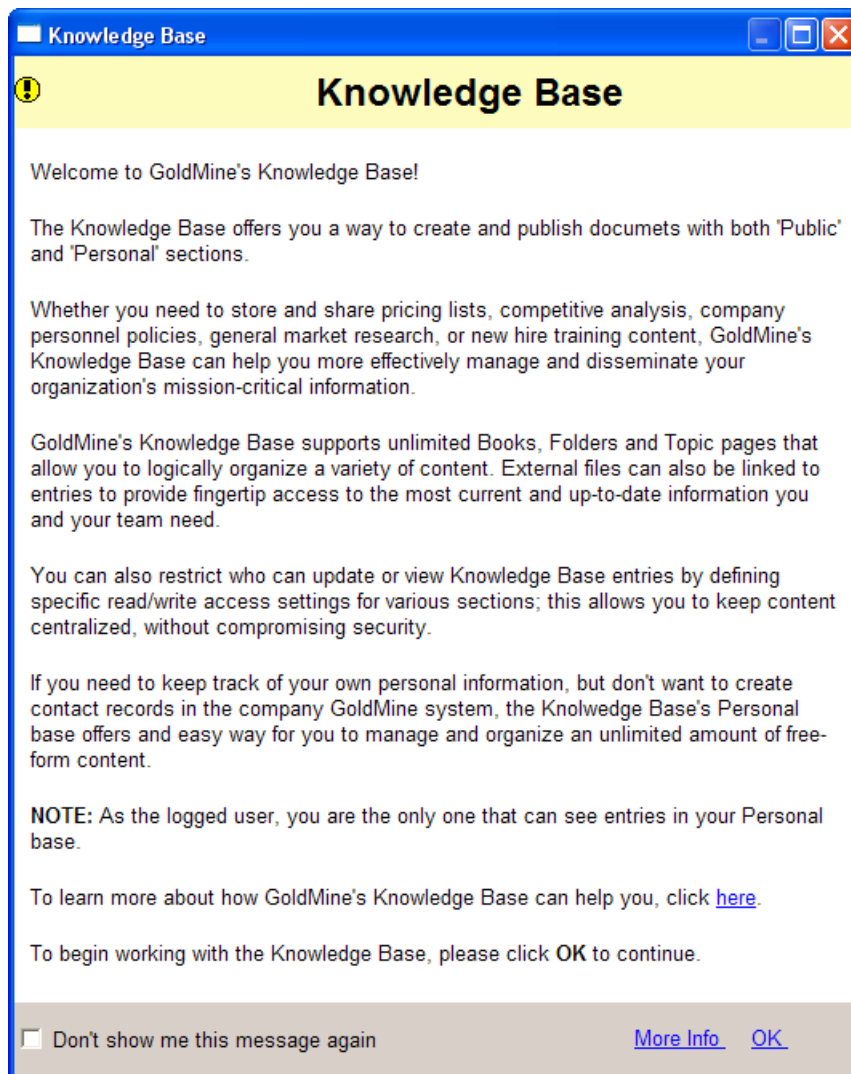 Knowledge Base
Knowledge Base
Welcome to GoldMine's Knowledge Base!
The Knowledge Base offers you a way to create and publish documets with both 'Public'
and 'Personal' sections.
Whether you need to store and share pricing lists, competitive analysis, company
personnel policies, general market research, or new hire training content, GoldMine's
Knowledge Base can help you more effectively manage and disseminate your
organization's mission-critical information.
GoldMine's Knowledge Base supports unlimited Books, Folders and Topic pages that
allow you to logically organize a variety of content. External files can also be linked to
entries to provide fingertip access to the most current and up-to-date information you
and your team need.
You can also restrict who can update or view Knowledge Base entries by defining
specific read/write access settings for various sections; this allows you to keep content
centralized, without compromising security.
If you need to keep track of your own personal information, but don't want to create
contact records in the company GoldMine system, the Knolwedge Base's Personal
base offers and easy way for you to manage and organize an unlimited amount of free-
form content.
NOTE: As the logged user, you are the only one that can see entries in your Personal
base.
To learn more about how GoldMine's Knowledge Base can help you, click here.
To begin working with the Knowledge Base, please click OK to continue.
Don't show me this message again More Info OK